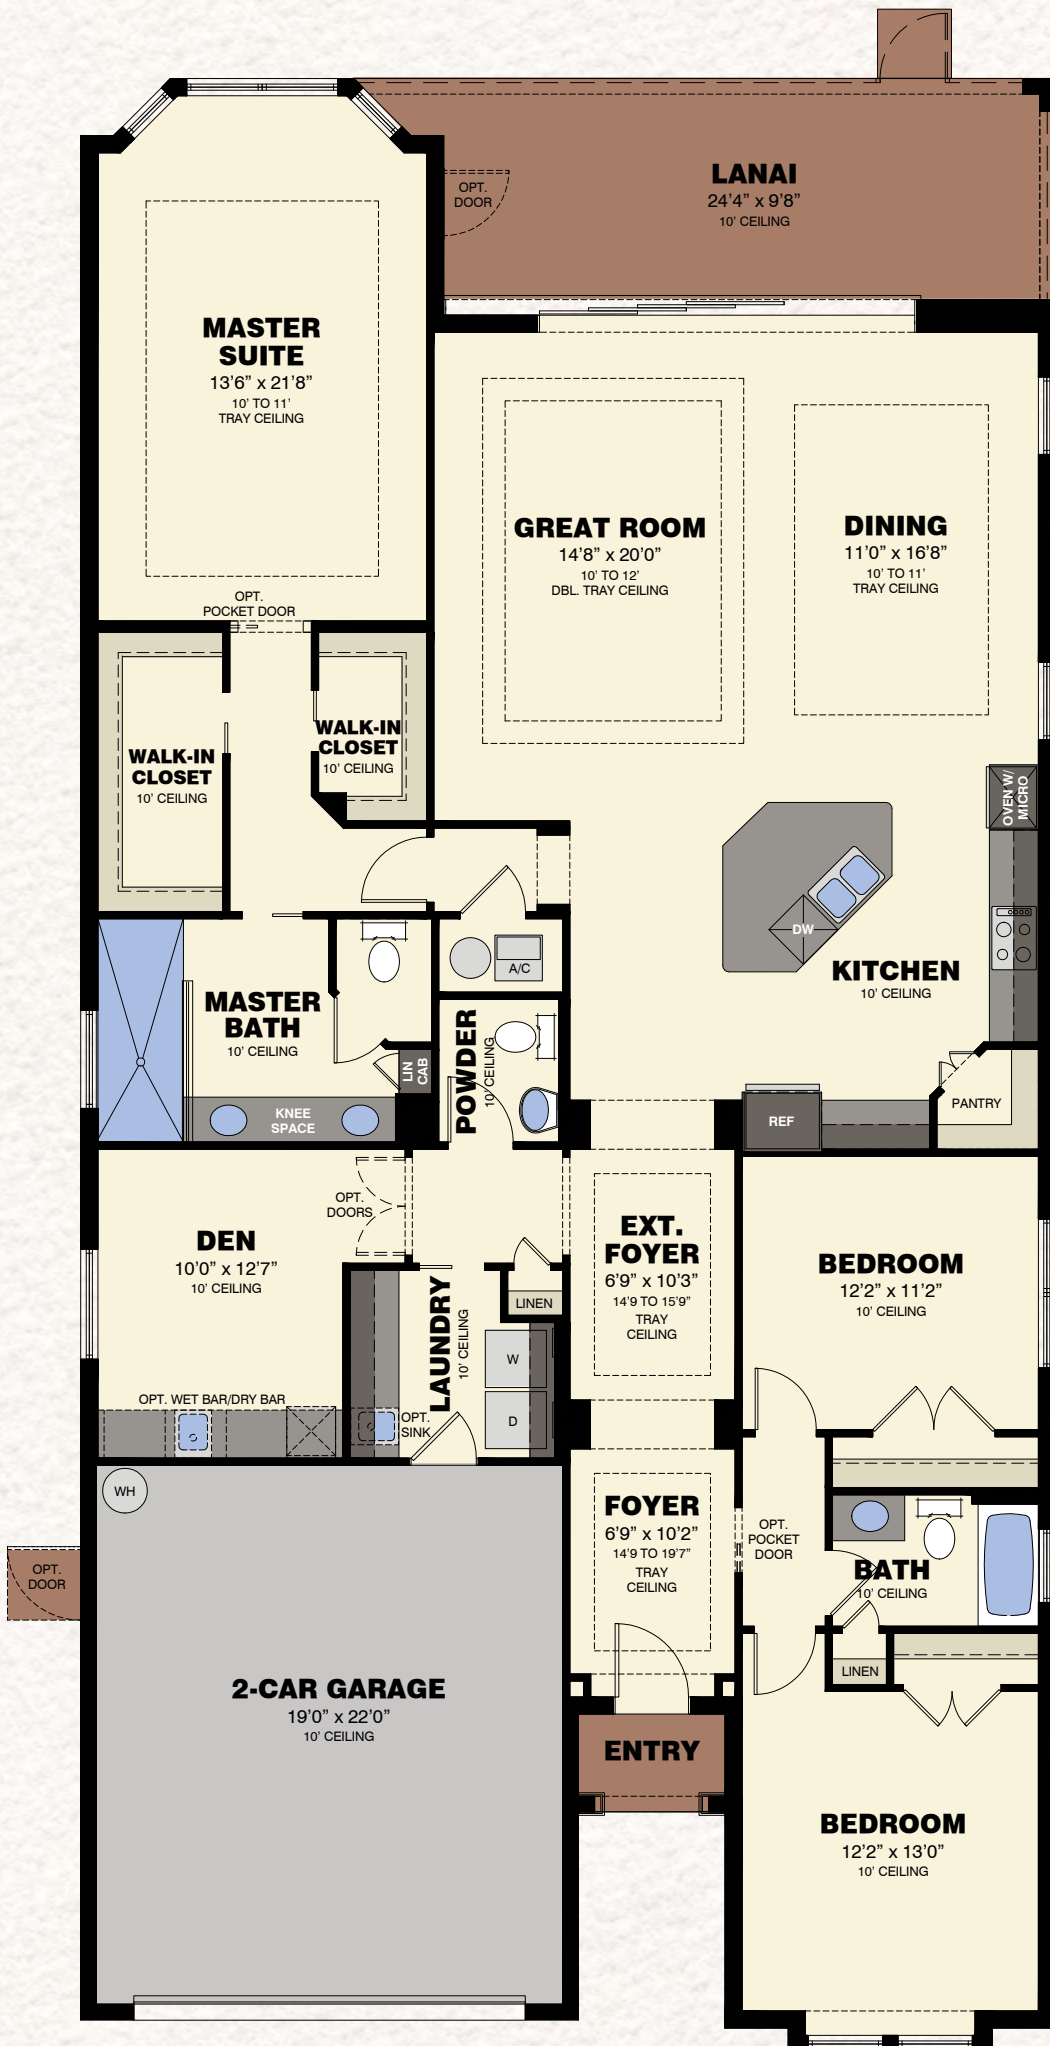 LANAI
24'4” x 9'8”
10' CEILING
OPT.
DOOR
MASTER
SUITE
13'6” x 21'8”
10' TO 11'
TRAY CEILING
GREAT ROOM
14'8” x 20'0”
10' TO 12'
DBL. TRAY CEILING
DINING
11'0” x 16'8”
10' TO 11'
TRAY CEILING
OPT.
POCKET DOOR
WALK-IN
CLOSET
10' CEILING
WALK-IN
CLOSET
10' CEILING
OVEN W/
MICRO
DW
KITCHEN
10' CEILING
A/C
MASTER
BATH
10' CEILING
LIN
CAB
POWDER
10' CEILING
KNEE
SPACE
REF
PANTRY
OPT.
DOORS
DEN
10'0” x 12'7”
10' CEILING
EXT.
FOYER
6'9” x 10'3”
14'9 TO 15'9”
TRAY
CEILING
BEDROOM
12'2” x 11'2”
10' CEILING
LINEN
LAUNDRY
10' CEILING
W
D
OPT. WET BAR/DRY BAR
OPT.
SINK
WH
FOYER
6'9” x 10'2”
14'9 TO 19'7”
TRAY
CEILING
OPT.
POCKET
DOOR
BATH
10' CEILING
OPT.
DOOR
LINEN
2-CAR GARAGE
19'0” x 22'0”
10' CEILING
ENTRY
BEDROOM
12'2” x 13'0”
10' CEILING